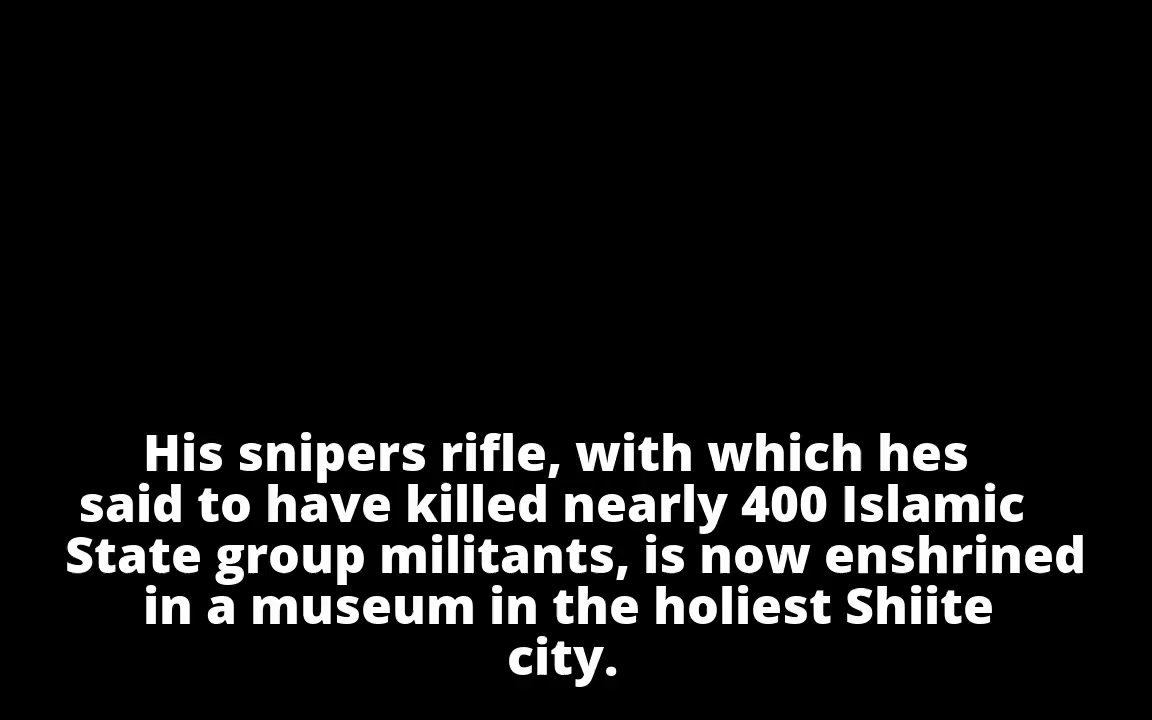 His snipers rifle, with which hes
said to have killed nearly 400 Islamic
State group militants, is now enshrined
in a museum in the holiest Shiite
city.